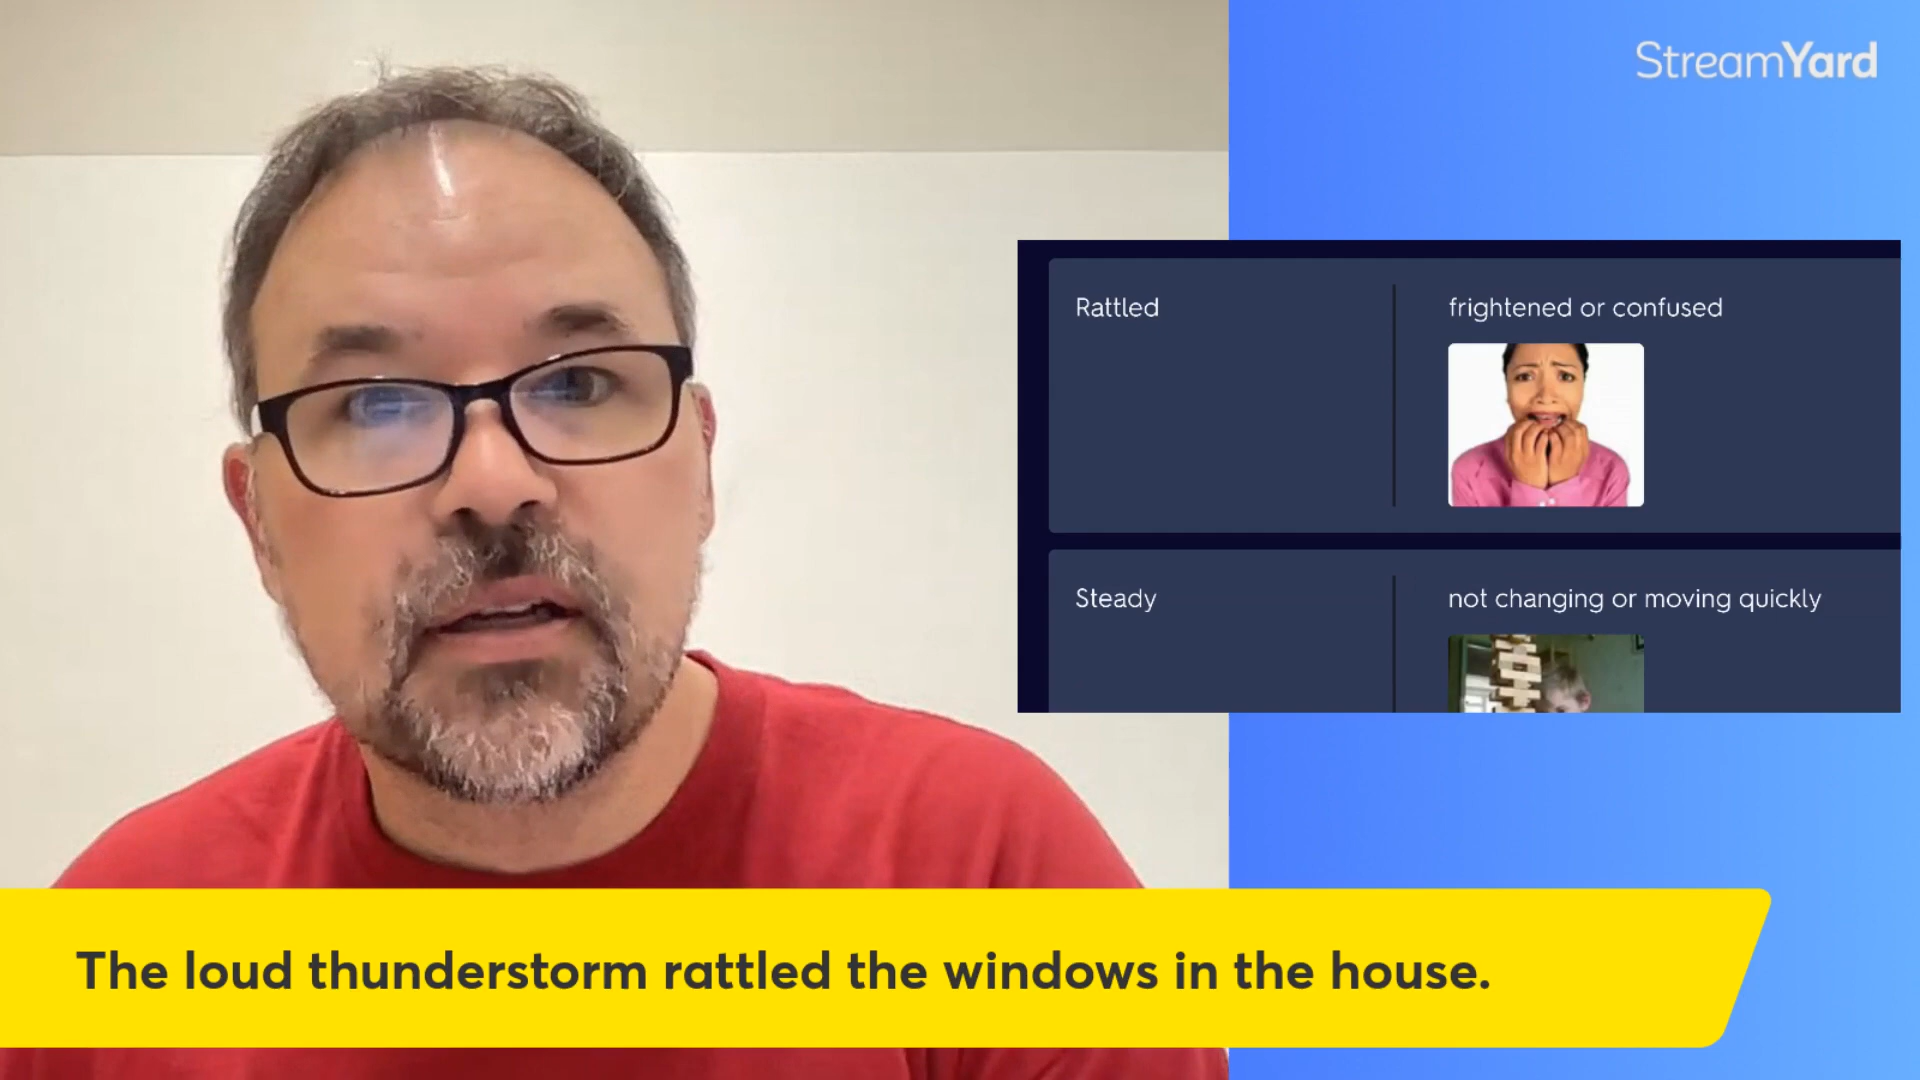 StreamYard
Rattled
frightened or confused
Steady
not changing or moving quickly
The loud thunderstorm rattled the windows in the house.